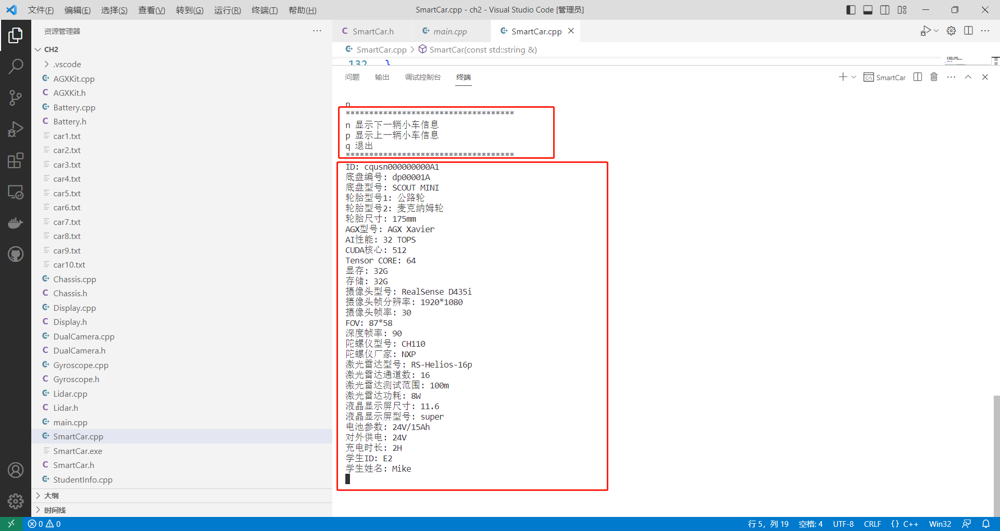 文件(F) 编辑(E) 选择(S) 查看(V) 转到(G) 运行(R) 终端(T) 帮助(H) SmartCar.cpp - ch2 - Visual Studio Code [管理员]
资源管理器
CH2
.vscode
AGXKit.cpp
AGXKit.h
Battery.cpp
Battery.h
car1.txt
car2.txt
car3.txt
car4.txt
car5.txt
car6.txt
car7.txt
car8.txt
car9.txt
car10.txt
Chassis.cpp
Chassis.h
Display.cpp
Display.h
DualCamera.cpp
DualCamera.h
Gyroscope.cpp
Gyroscope.h
Lidar.cpp
Lidar.h
main.cpp
SmartCar.cpp
SmartCar.exe
SmartCar.h
StudentInfo.cpp
大纲
时间线
SmartCar.h main.cpp SmartCar.cpp
SmartCar.cpp > SmartCar(const std::string &)
132 }
问题 输出 调试控制台 终端 SmartCar
n
************************************
n 显示下一辆小车信息
p 显示上一辆小车信息
q 退出
************************************
ID: cqusn000000000A1
底盘编号: dp00001A
底盘型号: SCOUT MINI
轮胎型号1: 公路轮
轮胎型号2: 麦克纳姆轮
轮胎尺寸: 175mm
AGX型号: AGX Xavier
AI性能: 32 TOPS
CUDA核心: 512
Tensor CORE: 64
显存: 32G
存储: 32G
摄像头型号: RealSense D435i
摄像头帧分辨率: 1920*1080
摄像头帧率: 30
FOV: 87*58
深度帧率: 90
陀螺仪型号: CH110
陀螺仪厂家: NXP
激光雷达型号: RS-Helios-16p
激光雷达通道数: 16
激光雷达测试范围: 100m
激光雷达功耗: 8W
液晶显示屏尺寸: 11.6
液晶显示屏型号: super
电池参数: 24V/15Ah
对外供电: 24V
充电时长: 2H
学生ID: E2
学生姓名: Mike
0 0 行 5, 列 19 空格: 4 UTF-8 CRLF {} C++ Win32